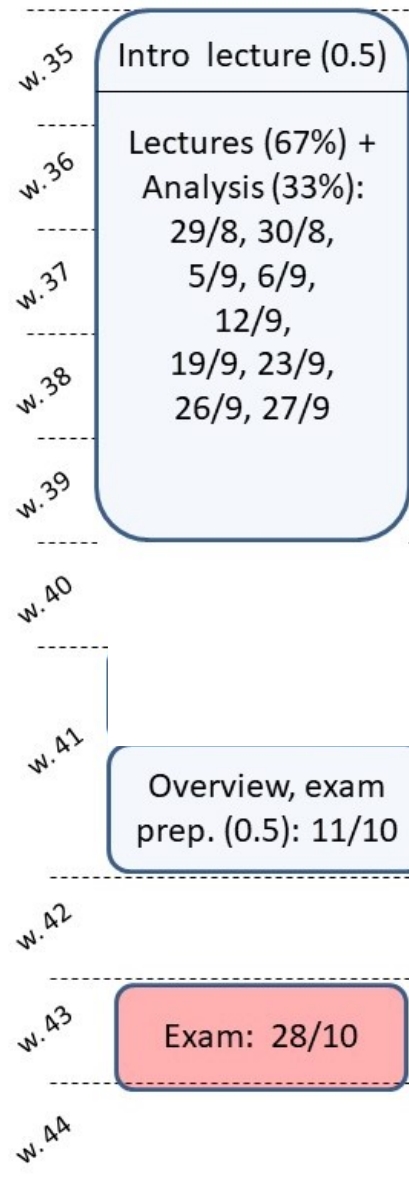 w. 35
Intro lecture (0.5)
w. 36
Lectures (67%) +
Analysis (33%):
29/8, 30/8,
w. 37
5/9, 6/9,
12/9,
w. 38
19/9, 23/9,
26/9, 27/9
w. 39
w. 40
w. 41
Overview, exam
prep. (0.5): 11/10
w. 42
w. 43
Exam: 28/10
w. 44